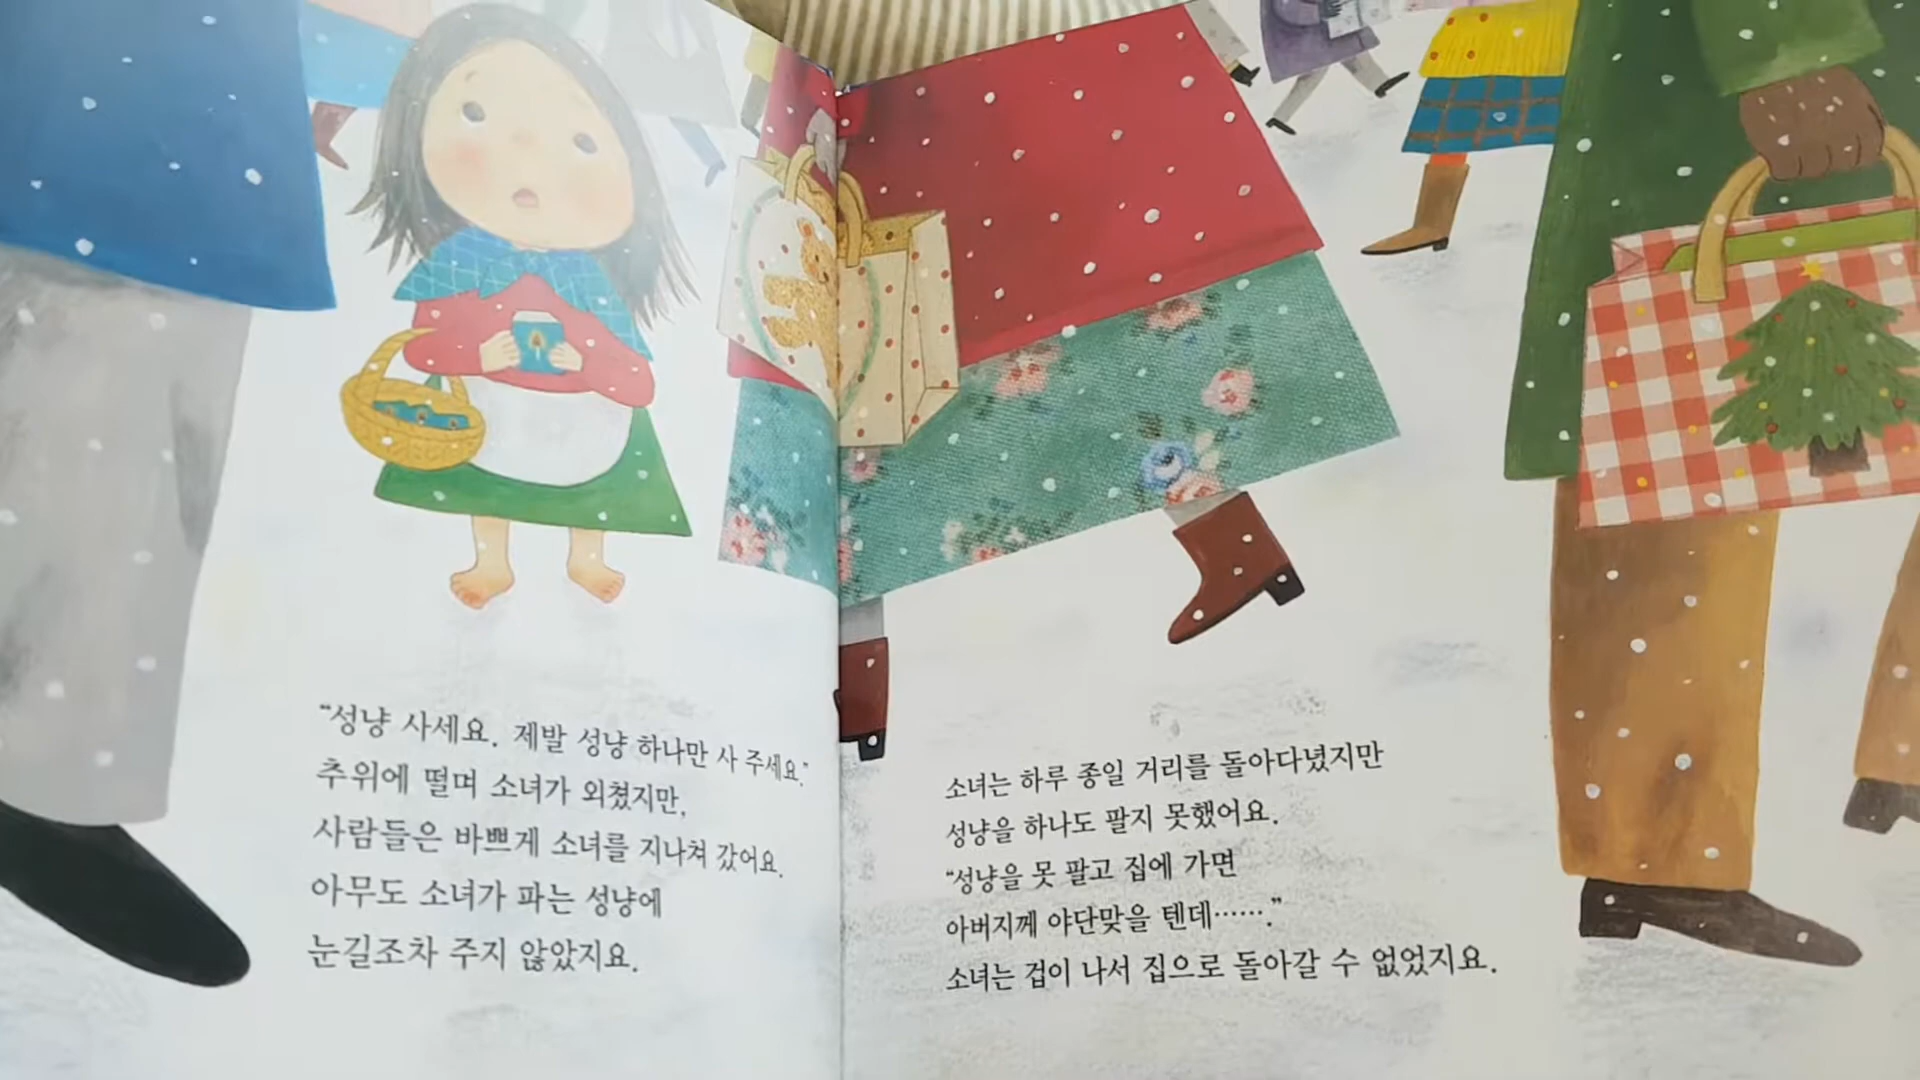 “성냥 사세요. 제발 성냥 하나만 사 주세요.”
추위에 떨며 소녀가 외쳤지만,
사람들은 바쁘게 소녀를 지나쳐 갔어요.
아무도 소녀가 파는 성냥에
눈길조차 주지 않았지요.
소녀는 하루 종일 거리를 돌아다녔지만
성냥을 하나도 팔지 못했어요.
“성냥을 못 팔고 집에 가면
아버지께 야단맞을 텐데…….”
소녀는 겁이 나서 집으로 돌아갈 수 없었지요.